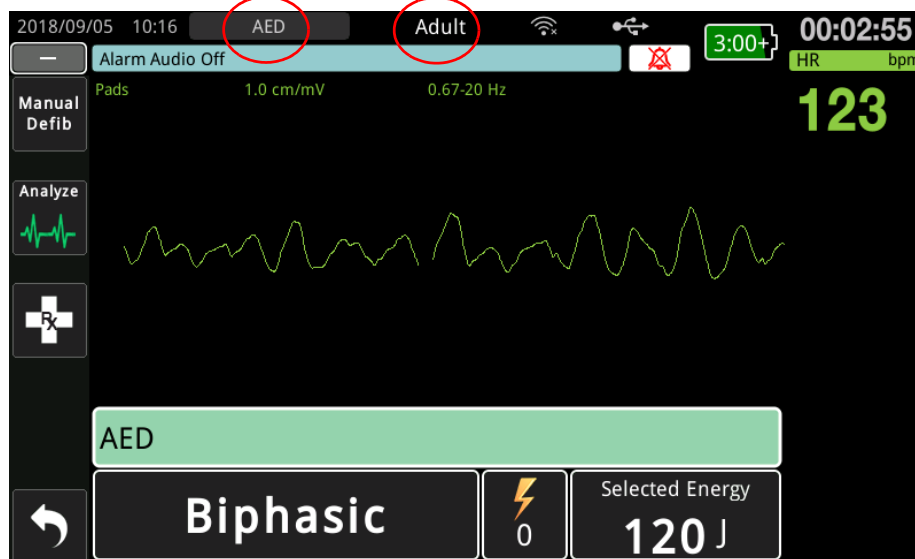 2018/09/05 10:16 AED Adult 3:00+ 00:02:55
Alarm Audio Off
HR bpm
Pads 1.0 cm/mV 0.67-20 Hz
123
Manual
Defib
Analyze
Rx
AED
Biphasic
0
Selected Energy
120 J